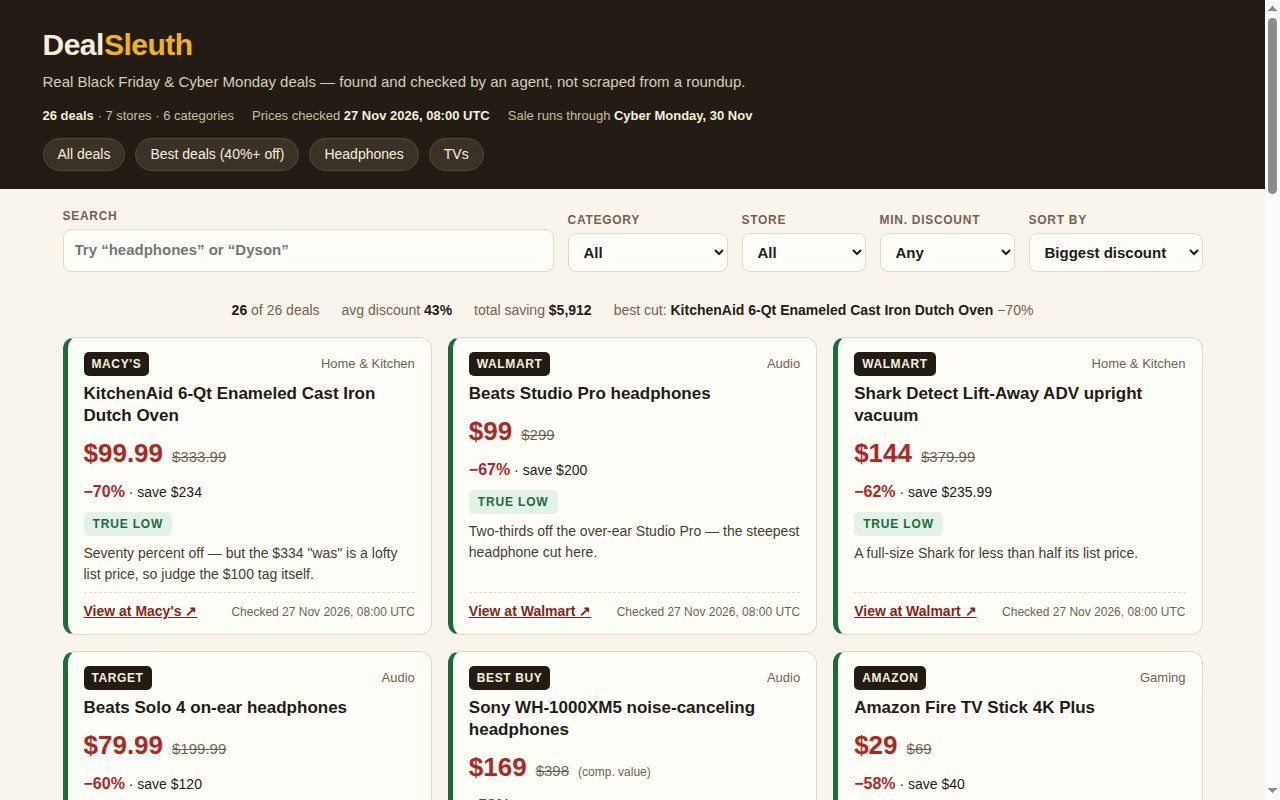 DealSleuth
Real Black Friday & Cyber Monday deals — found and checked by an agent, not scraped from a roundup.
26 deals · 7 stores · 6 categories Prices checked 27 Nov 2026, 08:00 UTC Sale runs through Cyber Monday, 30 Nov
All deals Best deals (40%+ off) Headphones TVs
SEARCH CATEGORY STORE MIN. DISCOUNT SORT BY
Try “headphones” or “Dyson” All All Any Biggest discount
26 of 26 deals avg discount 43% total saving $5,912 best cut: KitchenAid 6-Qt Enameled Cast Iron Dutch Oven −70%
MACY'S Home & Kitchen
KitchenAid 6-Qt Enameled Cast Iron
Dutch Oven
$99.99 $333.99
−70% · save $234
TRUE LOW
Seventy percent off — but the $334 "was" is a lofty
list price, so judge the $100 tag itself.
View at Macy's ↗ Checked 27 Nov 2026, 08:00 UTC
WALMART Audio
Beats Studio Pro headphones
$99 $299
−67% · save $200
TRUE LOW
Two-thirds off the over-ear Studio Pro — the steepest
headphone cut here.
View at Walmart ↗ Checked 27 Nov 2026, 08:00 UTC
WALMART Home & Kitchen
Shark Detect Lift-Away ADV upright
vacuum
$144 $379.99
−62% · save $235.99
TRUE LOW
A full-size Shark for less than half its list price.
View at Walmart ↗ Checked 27 Nov 2026, 08:00 UTC
TARGET Audio
Beats Solo 4 on-ear headphones
$79.99 $199.99
−60% · save $120
BEST BUY Audio
Sony WH-1000XM5 noise-canceling
headphones
$169 $398 (comp. value)
AMAZON Gaming
Amazon Fire TV Stick 4K Plus
$29 $69
−58% · save $40